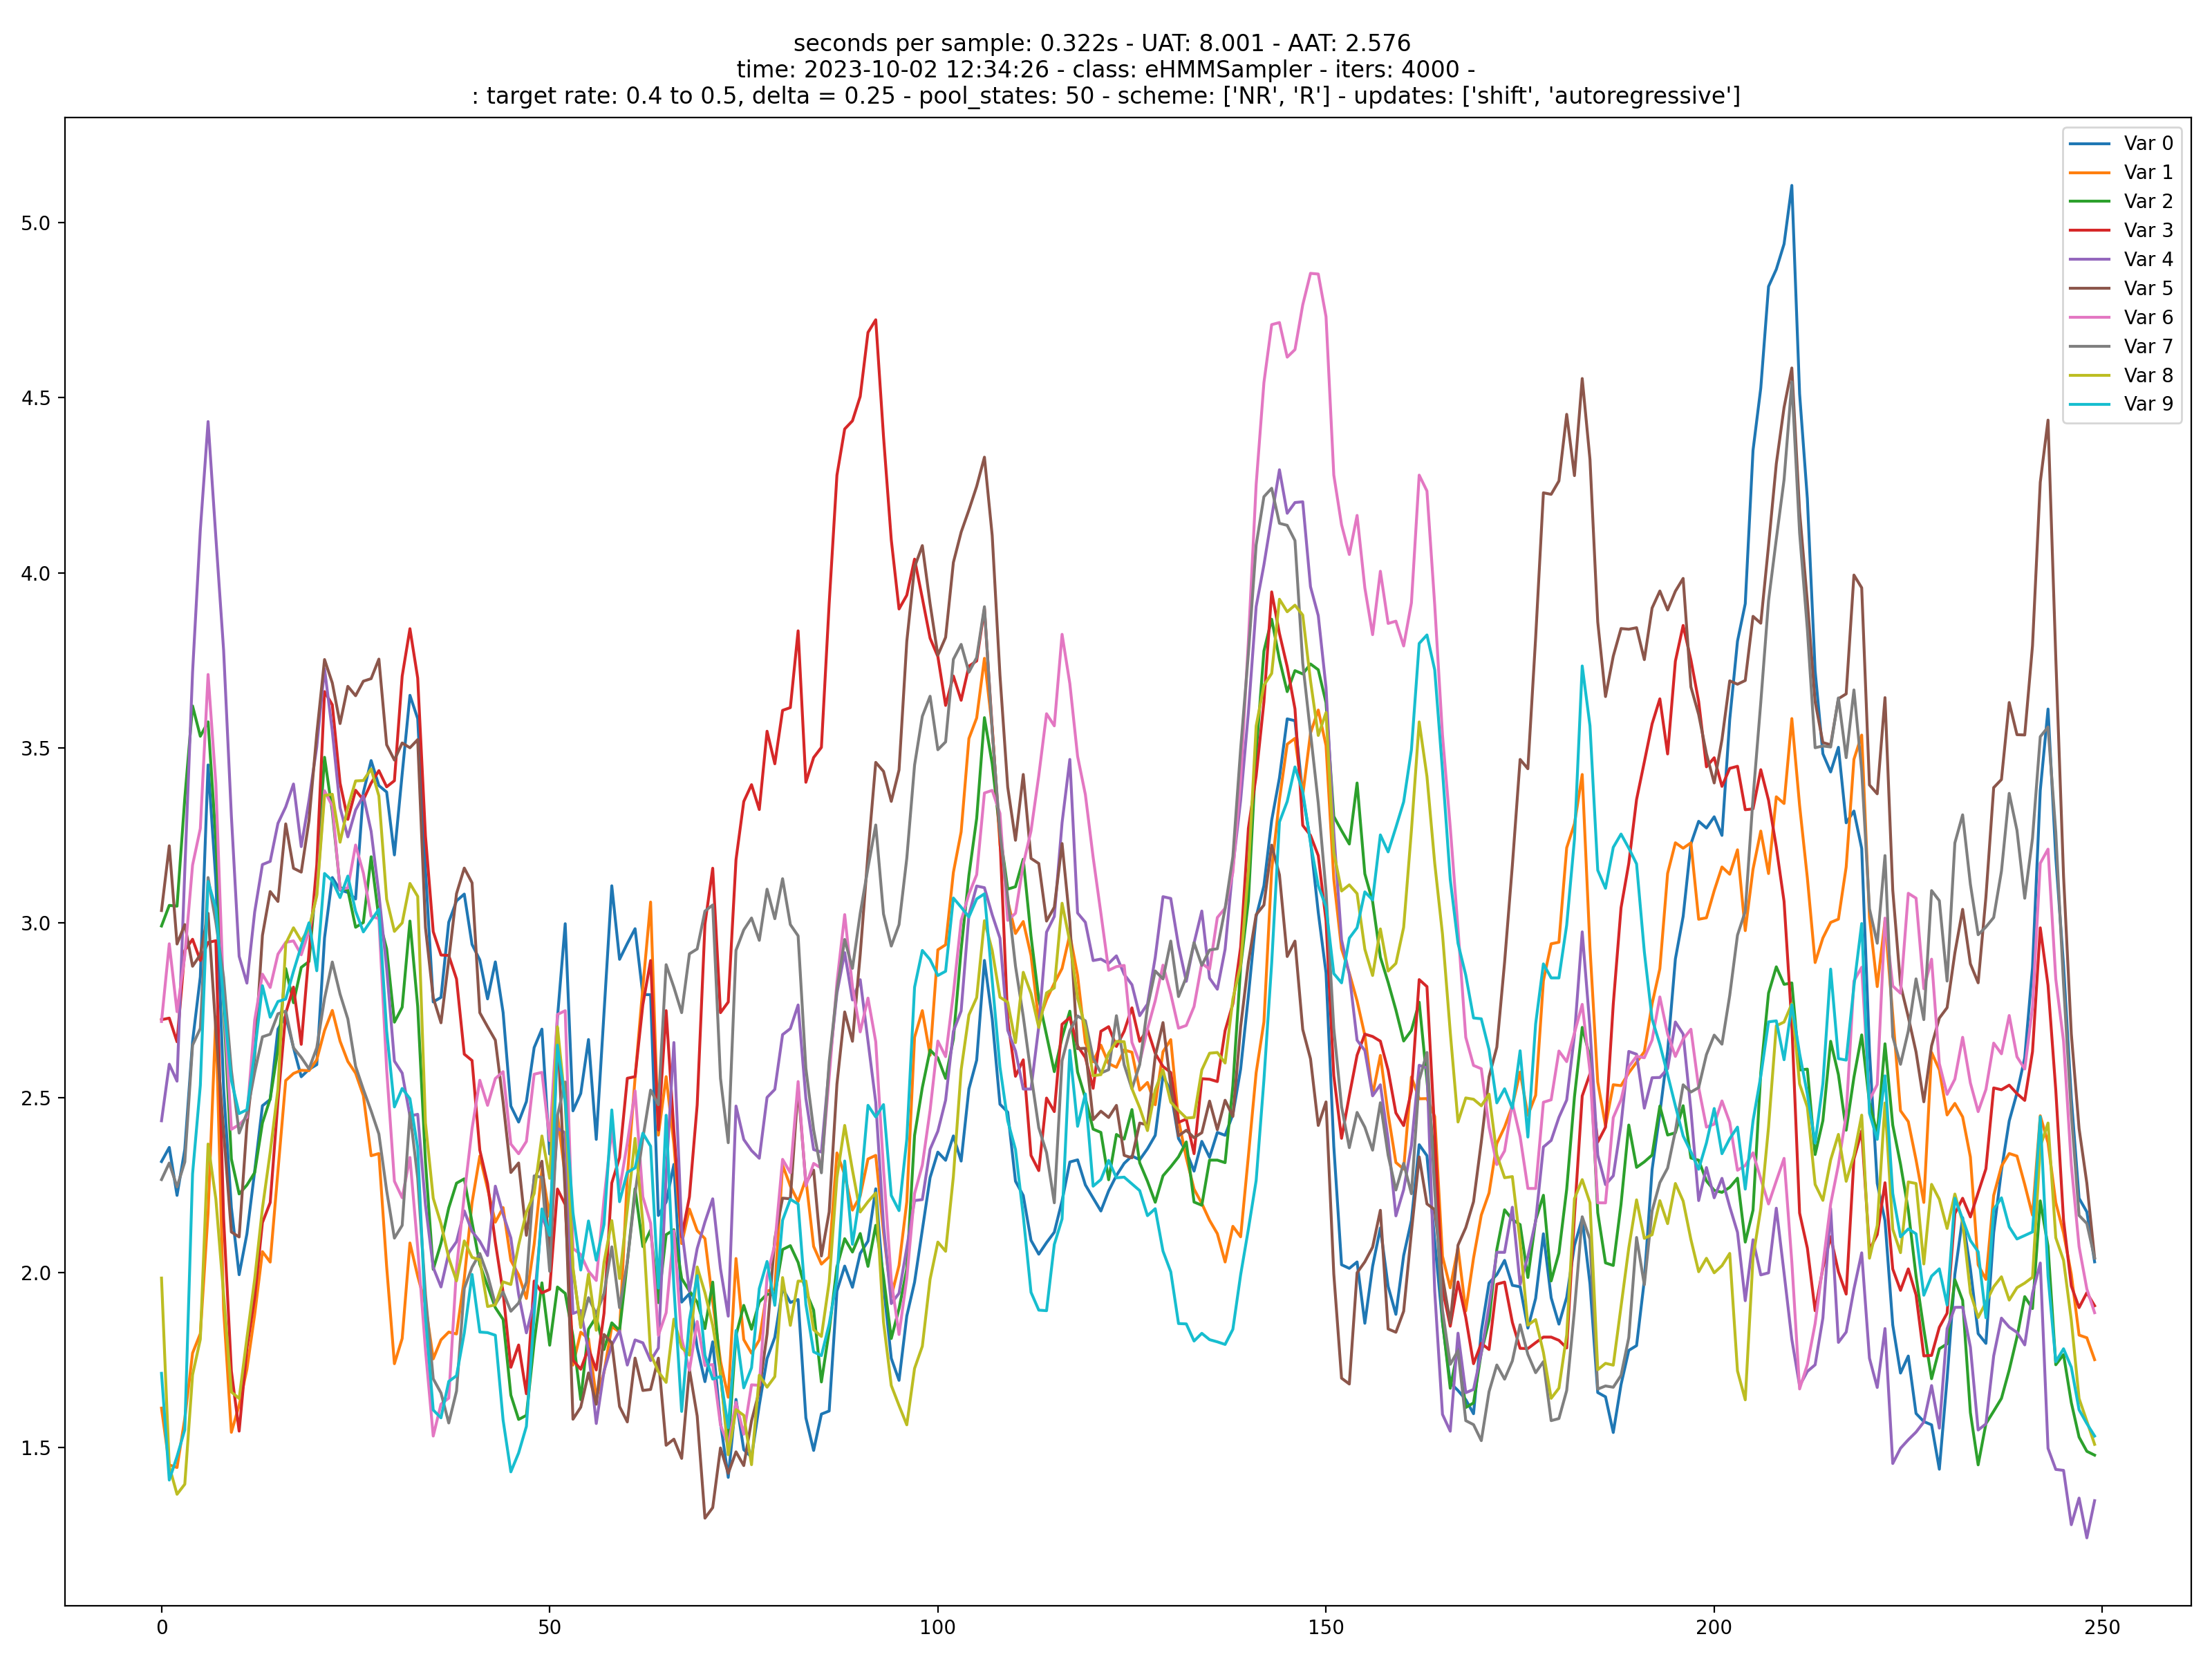 seconds per sample: 0.322s - UAT: 8.001 - AAT: 2.576
time: 2023-10-02 12:34:26 - class: eHMMSampler - iters: 4000 -
: target rate: 0.4 to 0.5, delta = 0.25 - pool_states: 50 - scheme: ['NR', 'R'] - updates: ['shift', 'autoregressive']
Var 0
Var 1
Var 2
Var 3
Var 4
Var 5
Var 6
Var 7
Var 8
Var 9
5.0
4.5
4.0
3.5
3.0
2.5
2.0
1.5
0 50 100 150 200 250